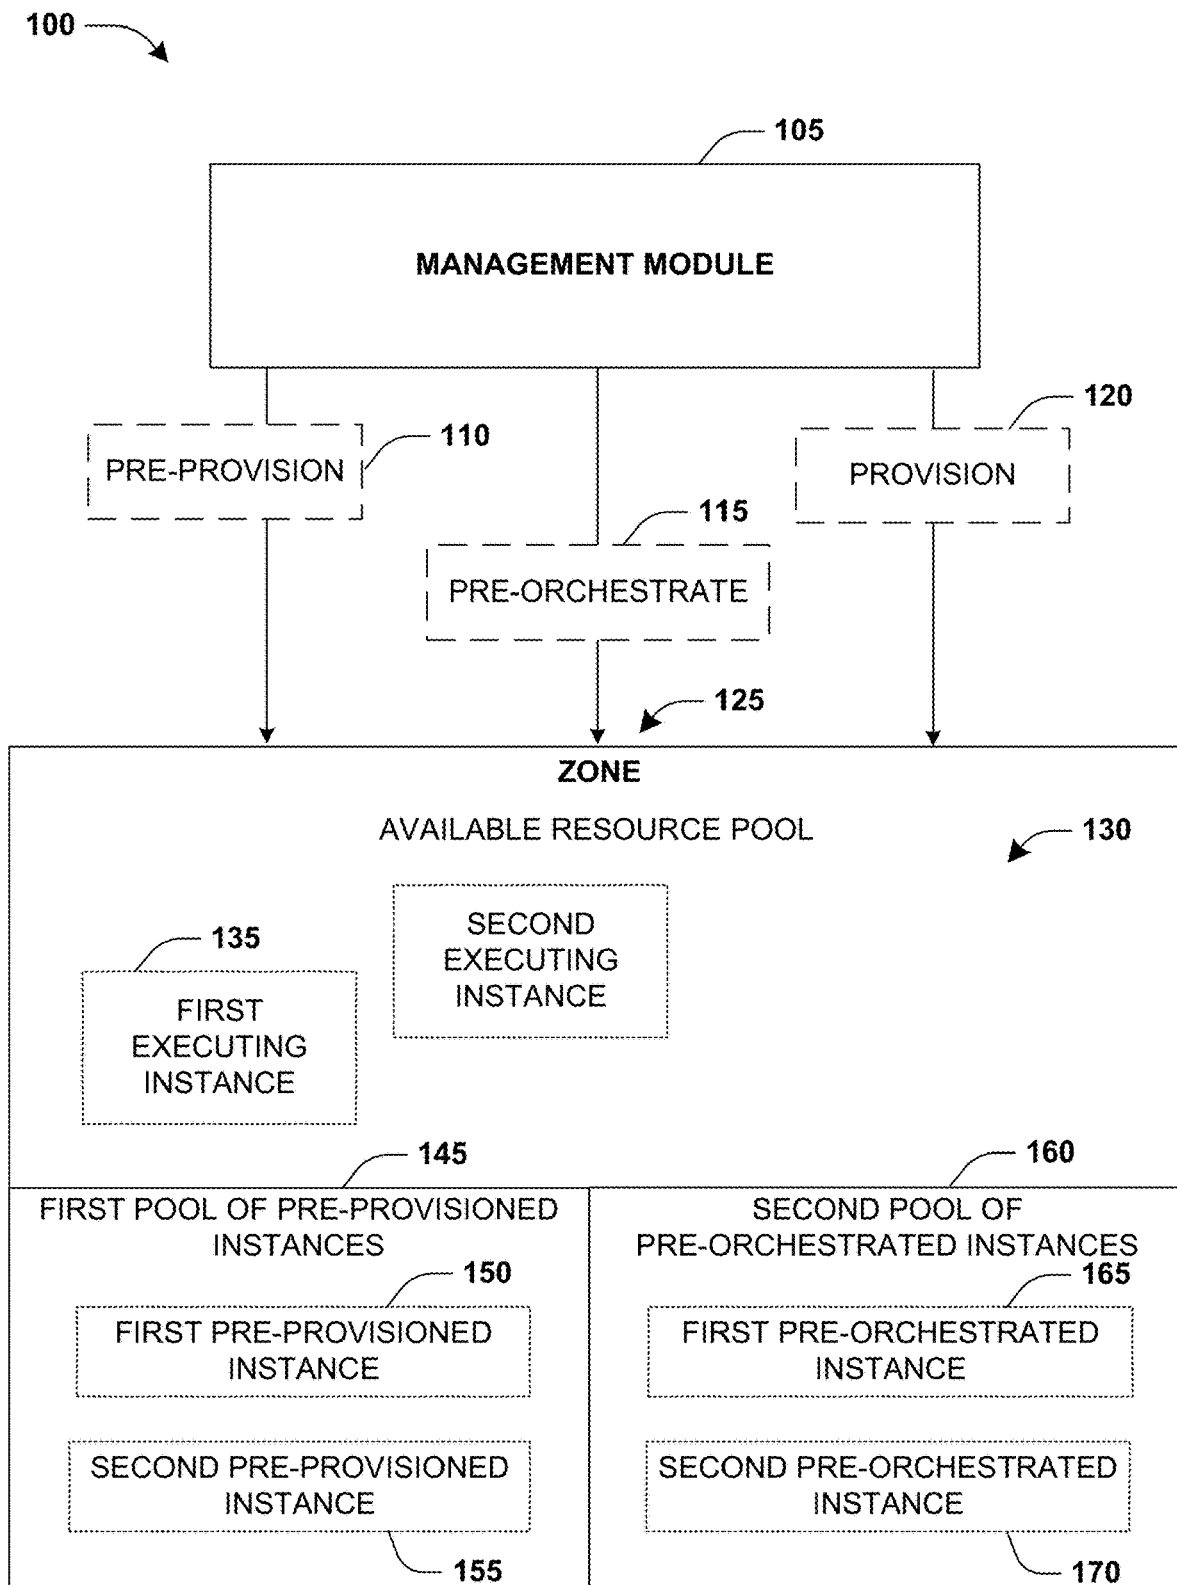 100
105
MANAGEMENT MODULE
120
110
PRE-PROVISION
PROVISION
115
PRE-ORCHESTRATE
125
ZONE
AVAILABLE RESOURCE POOL
130
SECOND
EXECUTING
INSTANCE
135
FIRST
EXECUTING
INSTANCE
145
160
FIRST POOL OF PRE-PROVISIONED
INSTANCES
SECOND POOL OF
PRE-ORCHESTRATED INSTANCES
150
165
FIRST PRE-PROVISIONED
INSTANCE
FIRST PRE-ORCHESTRATED
INSTANCE
SECOND PRE-PROVISIONED
INSTANCE
SECOND PRE-ORCHESTRATED
INSTANCE
155
170